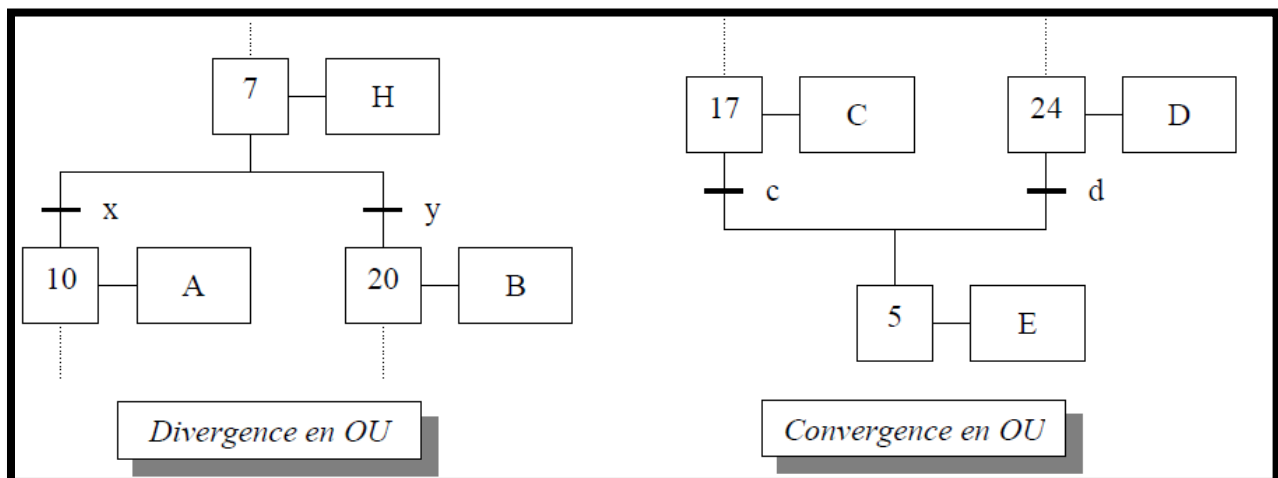 7
H
x
y
10
A
20
B
Divergence en OU
17
C
24
D
c
d
5
E
Convergence en OU